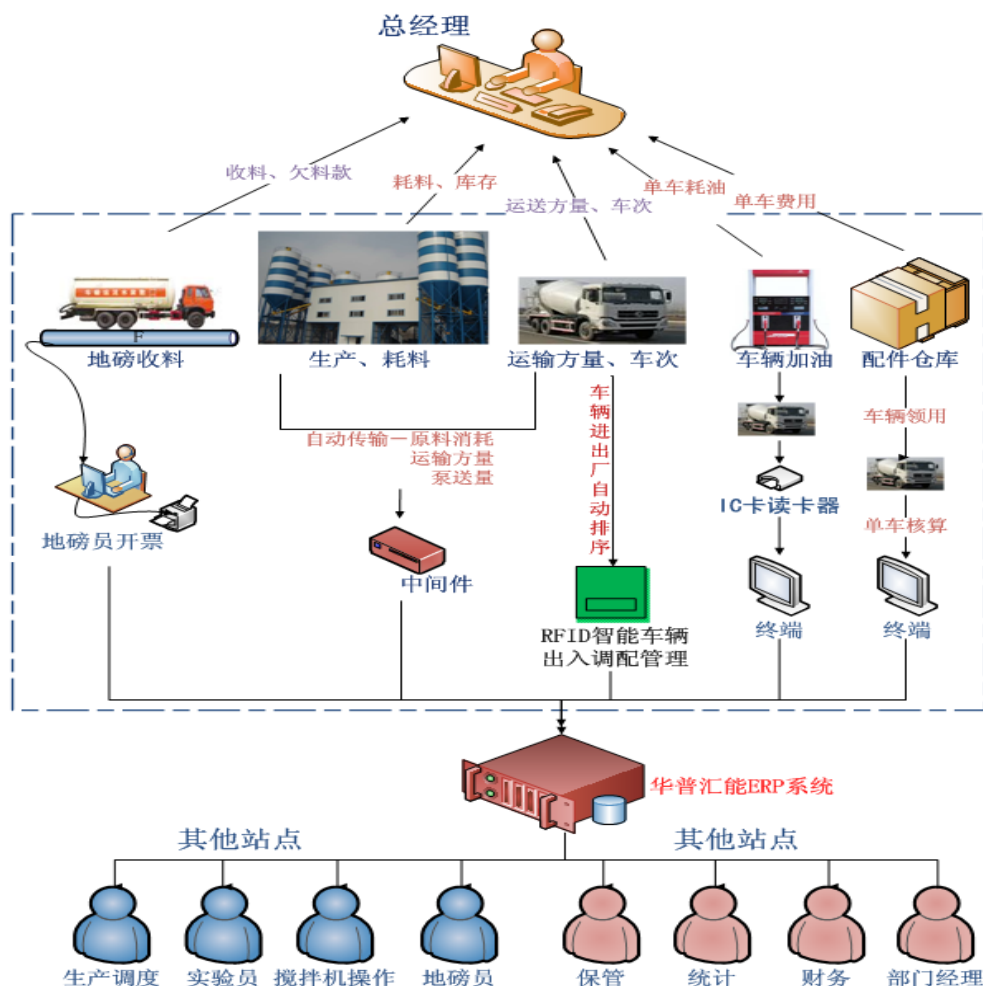 总经理
收料、欠料款
耗料、库存
运送方量、车次
单车耗油
单车费用
F
地磅收料
生产、耗料
运输方量、车次
车辆加油
配件仓库
自动传输－原料消耗
运输方量
泵送量
车辆进出厂自动排序
车辆领用
IC卡读卡器
单车核算
地磅员开票
中间件
RFID智能车辆
出入调配管理
终端
终端
华普汇能ERP系统
其他站点
其他站点
生产调度
实验员
搅拌机操作
地磅员
保管
统计
财务
部门经理